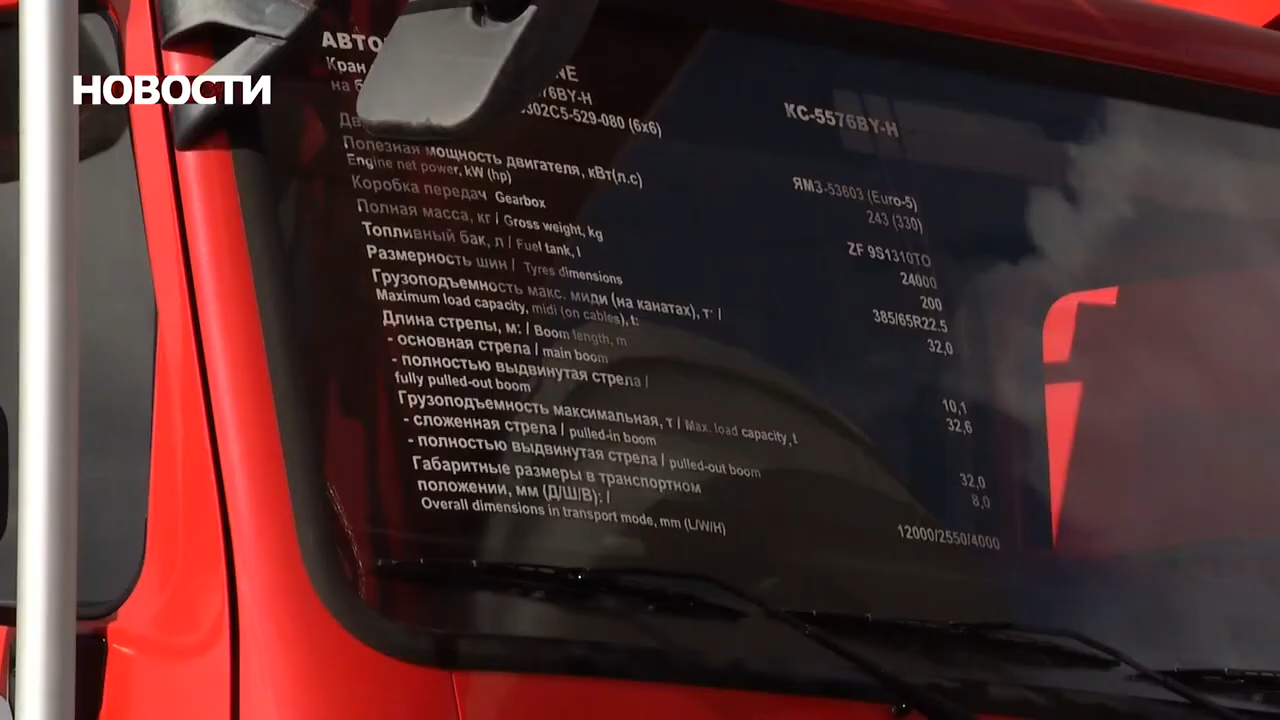 НОВОСТИ
АВТО
Кран NE
на 6BY-H КС-5576BY-H
302C5-529-080 (6x6)
Дв ЯМЗ-53603 (Euro-5)
Полезная мощность двигателя, кВт(л.с)
Engine net power, kW (hp) 243 (330)
Коробка передач Gearbox ZF 9S1310TO
Полная масса, кг / Gross weight, kg 24000
Топливный бак, л / Fuel tank, l 200
Размерность шин / Tyres dimensions 385/65R22.5
Грузоподъемность макс. миди (на канатах), т / 32,0
Maximum load capacity, midi (on cables), t:
Длина стрелы, м: / Boom length, m
- основная стрела / main boom 10,1
- полностью выдвинутая стрела / 32,6
fully pulled-out boom
Грузоподъемность максимальная, т / Max. load capacity, t
- сложенная стрела / pulled-in boom 32,0
- полностью выдвинутая стрела / pulled-out boom 8,0
Габаритные размеры в транспортном
положении, мм (Д/Ш/В): /
Overall dimensions in transport mode, mm (L/W/H) 12000/2550/4000